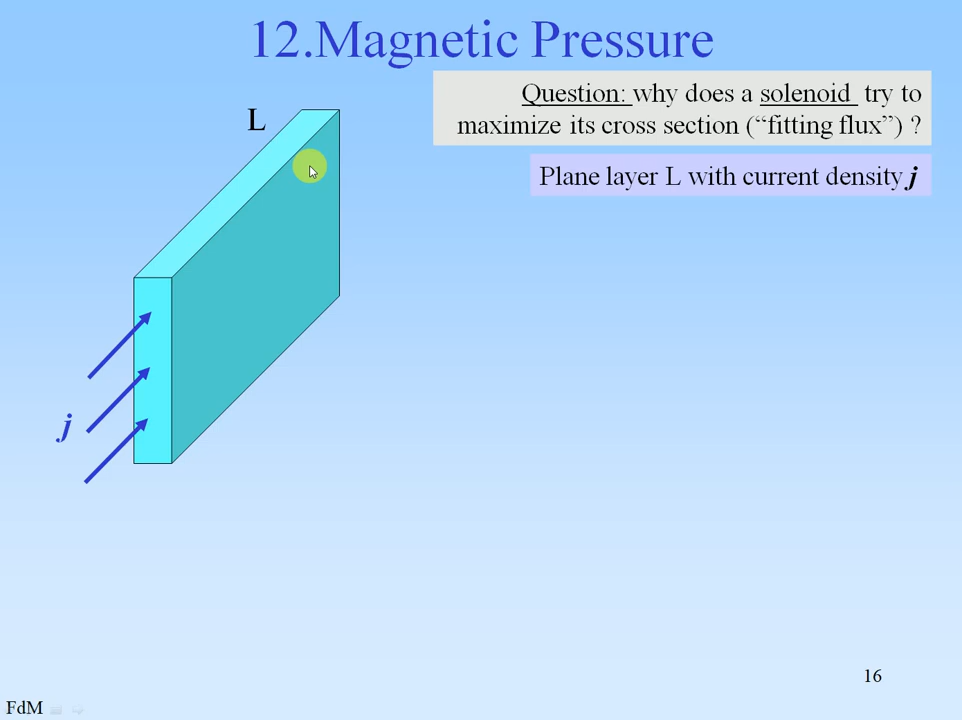 12.Magnetic Pressure
Question: why does a solenoid try to
maximize its cross section (“fitting flux”) ?
Plane layer L with current density j
L
j
16
FdM